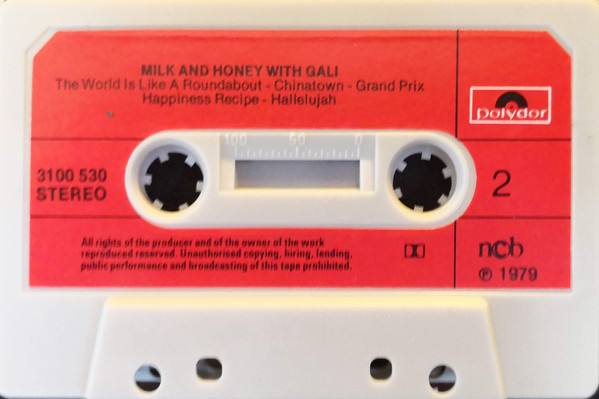 MILK AND HONEY WITH GALI
The World Is Like A Roundabout - Chinatown - Grand Prix
Happiness Recipe - Hallelujah
polydor
100 50 0
3100 530
STEREO
2
All rights of the producer and of the owner of the work
reproduced reserved. Unauthorised copying, hiring, lending,
public performance and broadcasting of this tape prohibited.
ncb
℗ 1979